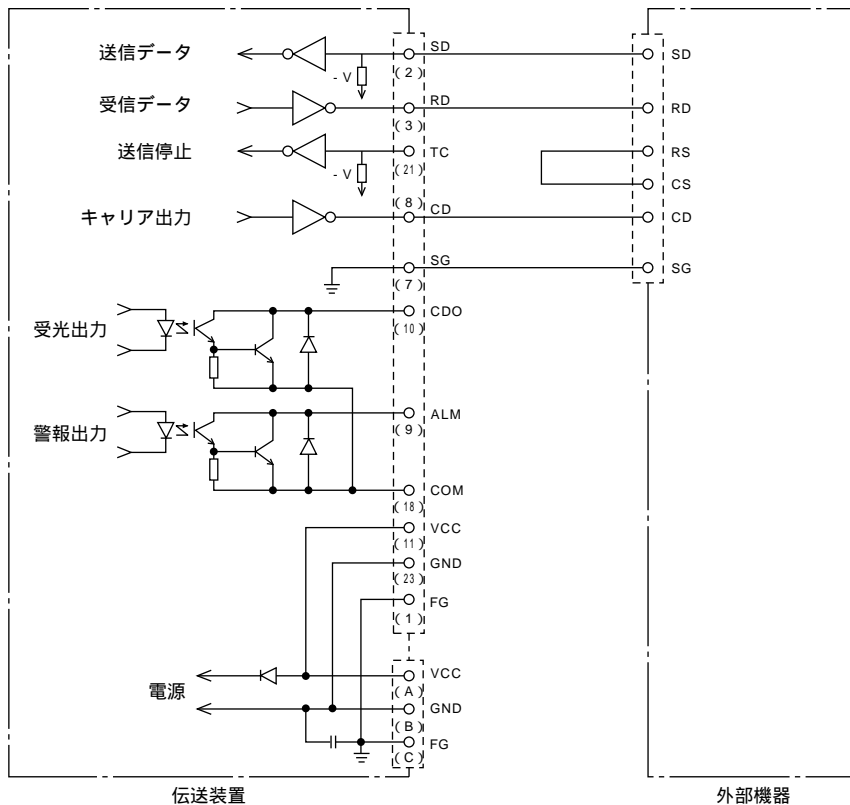 送信データ
SD
SD
- V
(2)
受信データ
RD
RD
(3)
送信停止
TC
RS
- V
(21)
CS
(8)
キャリア出力
CD
CD
SG
SG
(7)
受光出力
CDO
(10)
警報出力
ALM
(9)
COM
(18)
VCC
(11)
GND
(23)
FG
(1)
電源
VCC
(A)
GND
(B)
FG
(C)
伝送装置
外部機器